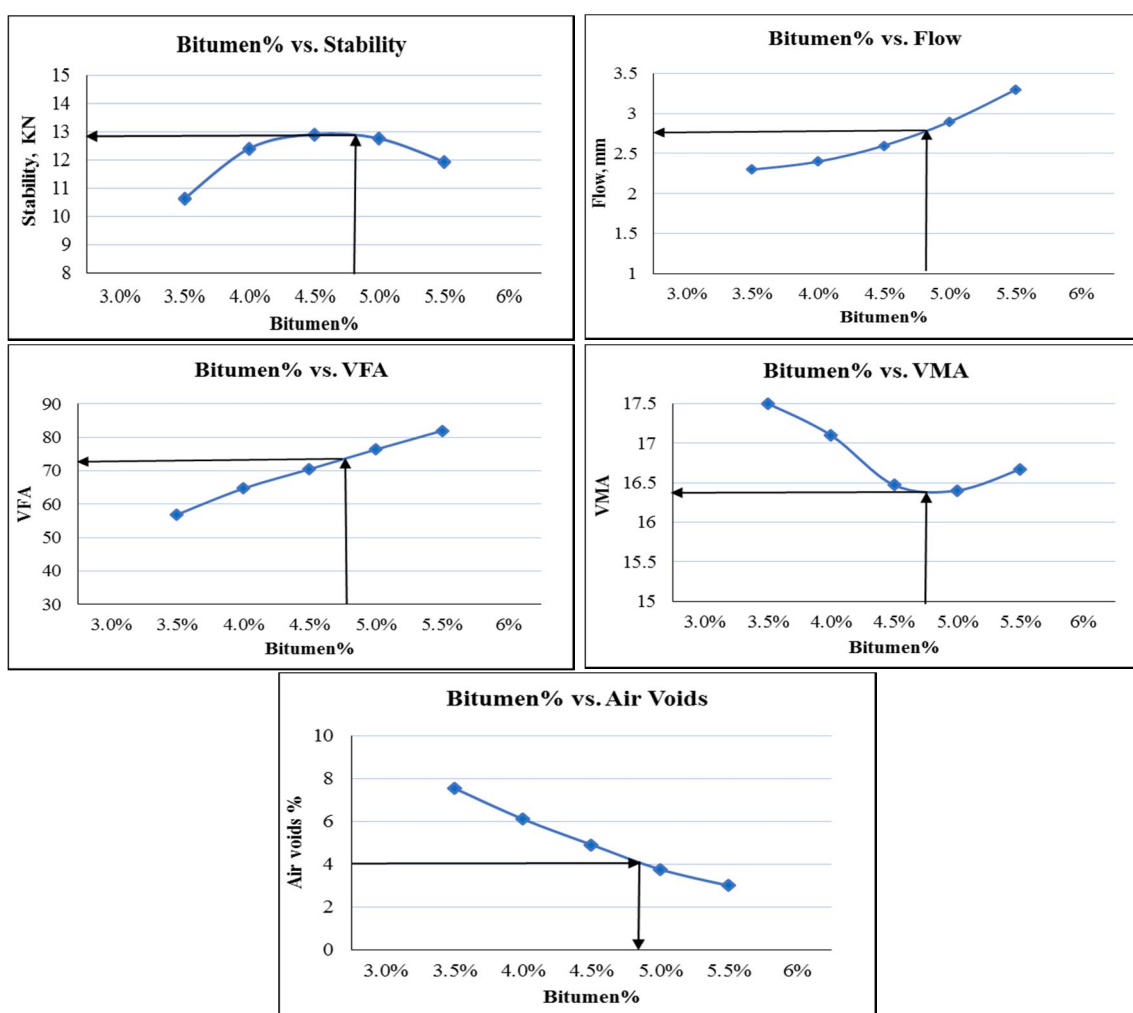 Bitumen% vs. Stability
15
14
13
12
11
10
9
8
Stability, KN
3.0% 3.5% 4.0% 4.5% 5.0% 5.5% 6%
Bitumen%
Bitumen% vs. Flow
3.5
3
2.5
2
1.5
1
Flow, mm
3.0% 3.5% 4.0% 4.5% 5.0% 5.5% 6%
Bitumen%
Bitumen% vs. VFA
90
80
70
60
50
40
30
VFA
3.0% 3.5% 4.0% 4.5% 5.0% 5.5% 6%
Bitumen%
Bitumen% vs. VMA
17.5
17
16.5
16
15.5
15
VMA
3.0% 3.5% 4.0% 4.5% 5.0% 5.5% 6%
Bitumen%
Bitumen% vs. Air Voids
10
8
6
4
2
0
Air voids %
3.0% 3.5% 4.0% 4.5% 5.0% 5.5% 6%
Bitumen%